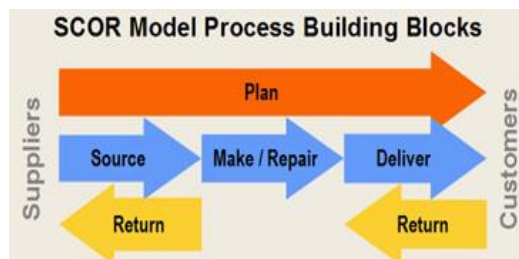 SCOR Model Process Building Blocks
Suppliers
Plan
Source
Make / Repair
Deliver
Return
Return
Customers